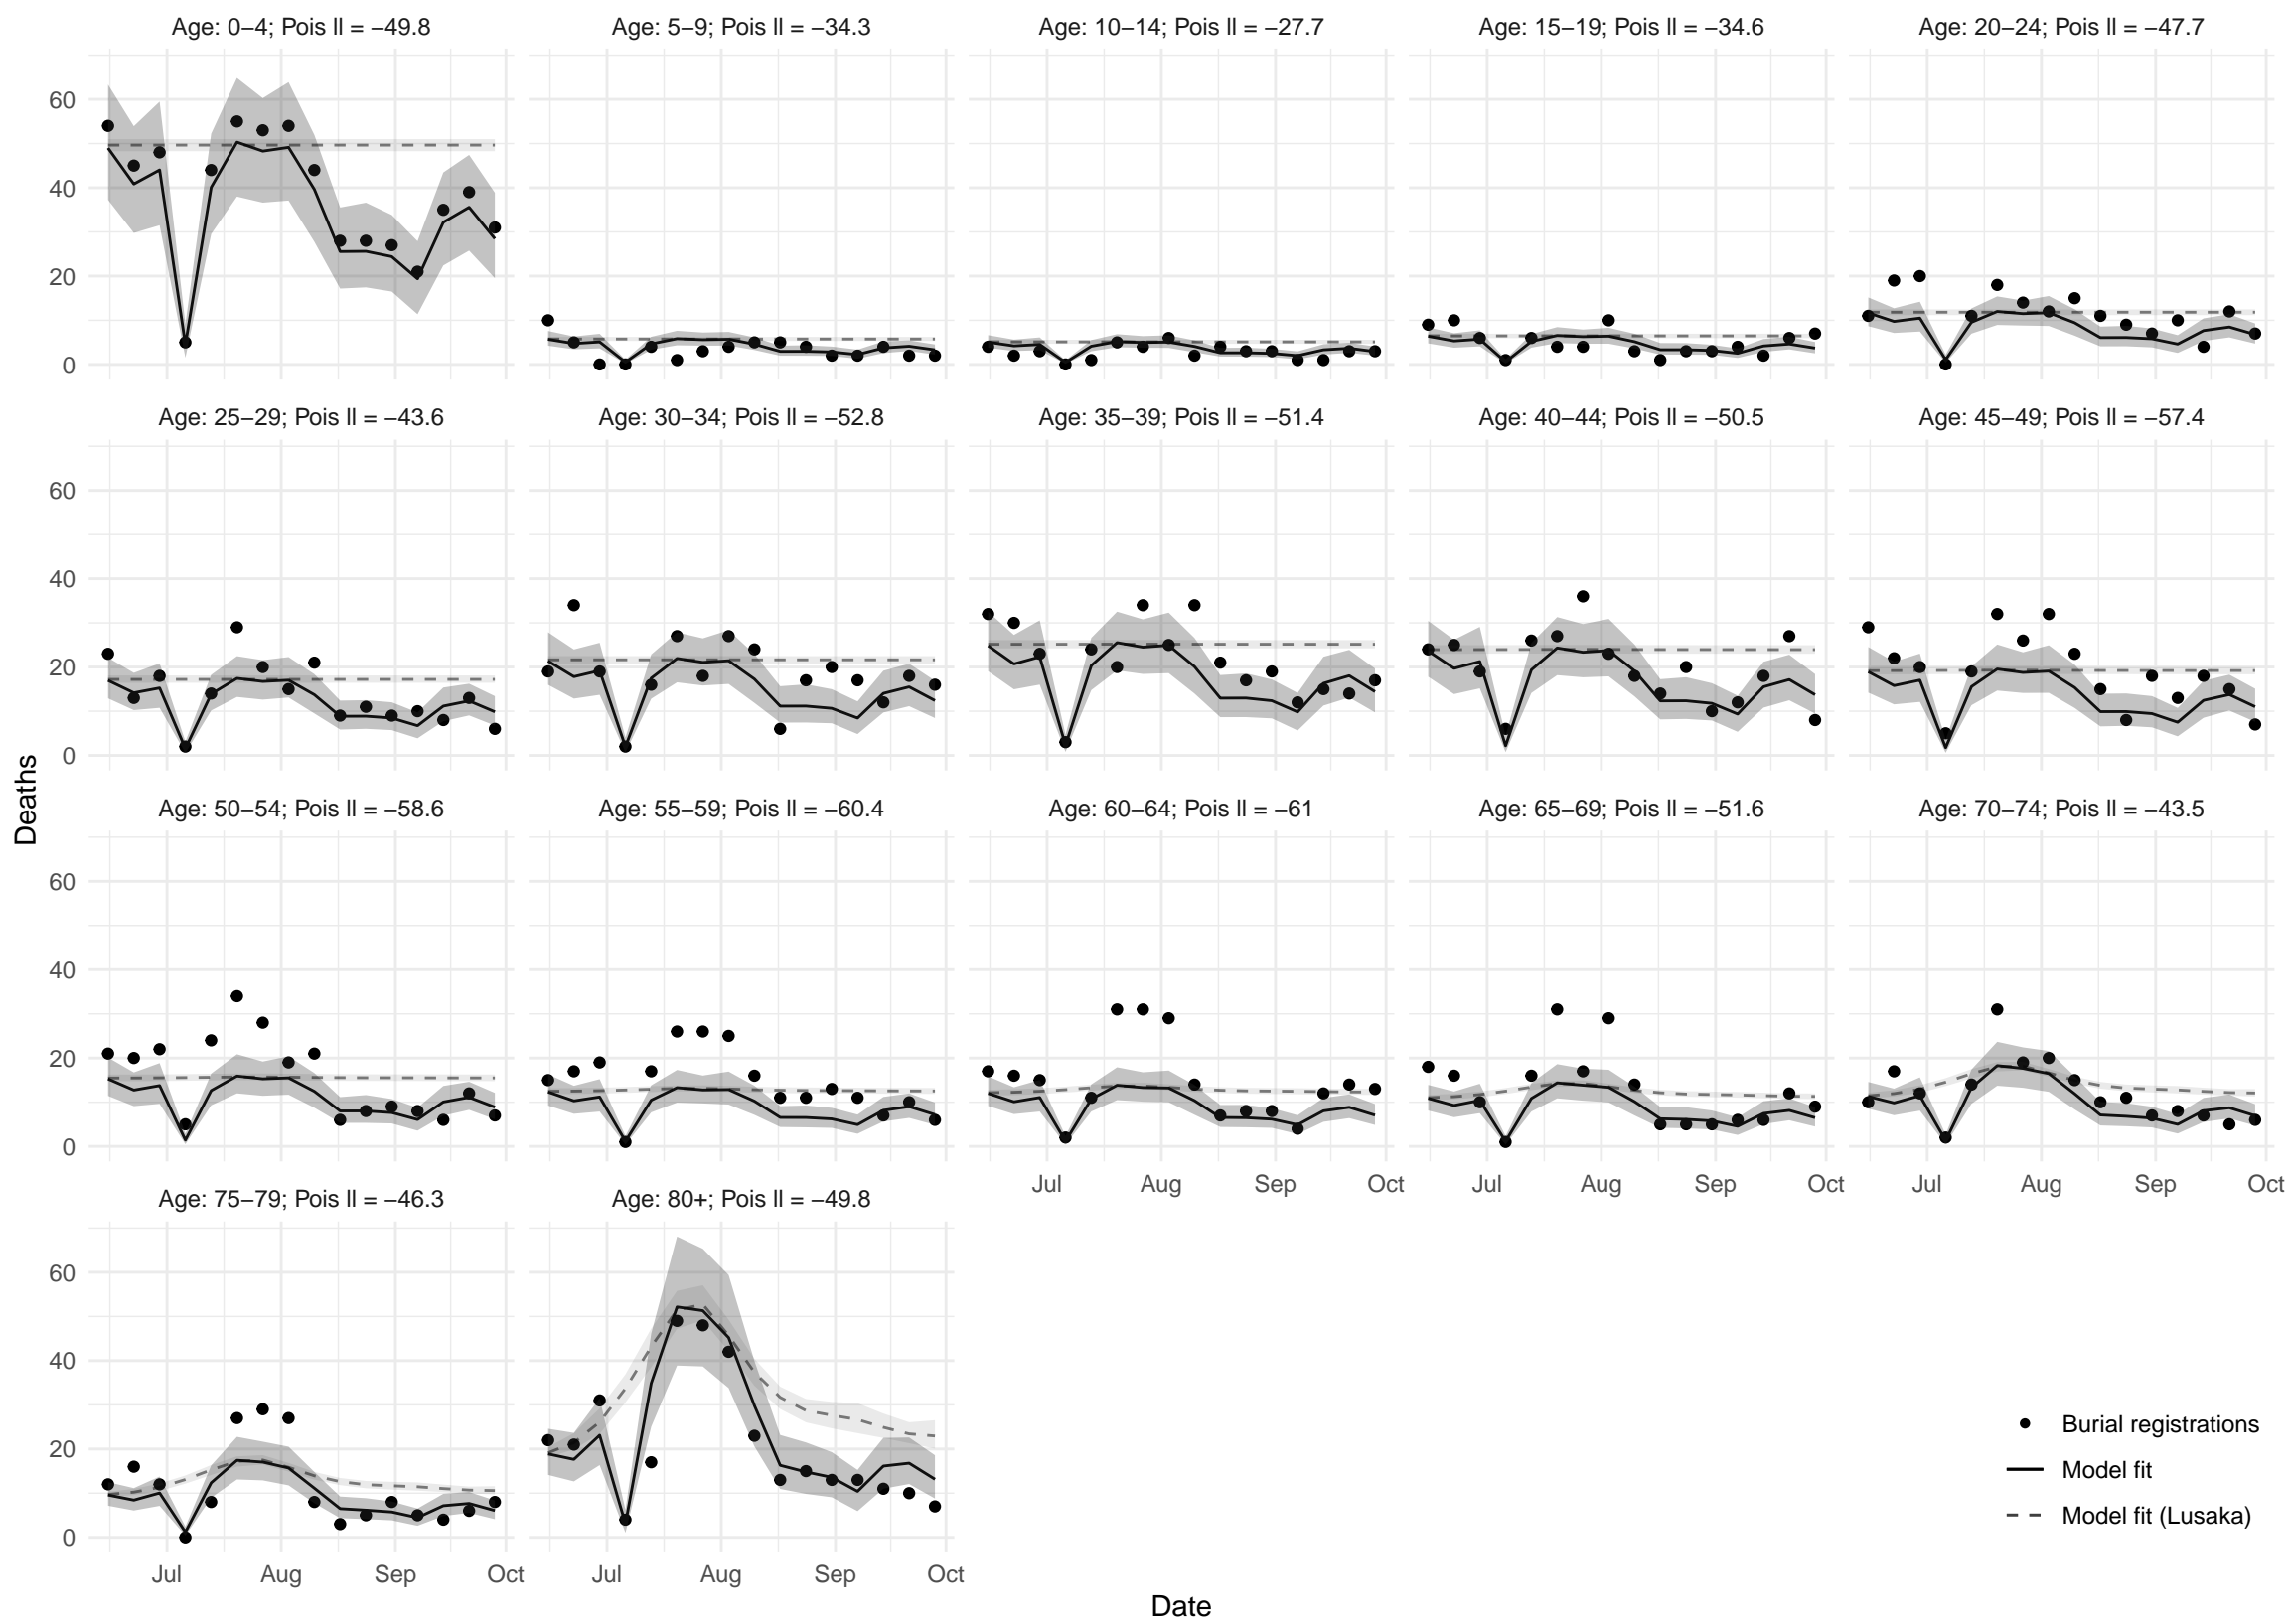 Age: 0−4; Pois ll = −49.8
Age: 5−9; Pois ll = −34.3
Age: 10−14; Pois ll = −27.7
Age: 15−19; Pois ll = −34.6
Age: 20−24; Pois ll = −47.7
60
40
20
0
Age: 25−29; Pois ll = −43.6
Age: 30−34; Pois ll = −52.8
Age: 35−39; Pois ll = −51.4
Age: 40−44; Pois ll = −50.5
Age: 45−49; Pois ll = −57.4
60
40
20
0
Deaths
Age: 50−54; Pois ll = −58.6
Age: 55−59; Pois ll = −60.4
Age: 60−64; Pois ll = −61
Age: 65−69; Pois ll = −51.6
Age: 70−74; Pois ll = −43.5
60
40
20
0
Jul Aug Sep Oct
Jul Aug Sep Oct
Jul Aug Sep Oct
Age: 75−79; Pois ll = −46.3
Age: 80+; Pois ll = −49.8
60
40
20
0
Jul Aug Sep Oct
Jul Aug Sep Oct
Burial registrations
Model fit
Model fit (Lusaka)
Date